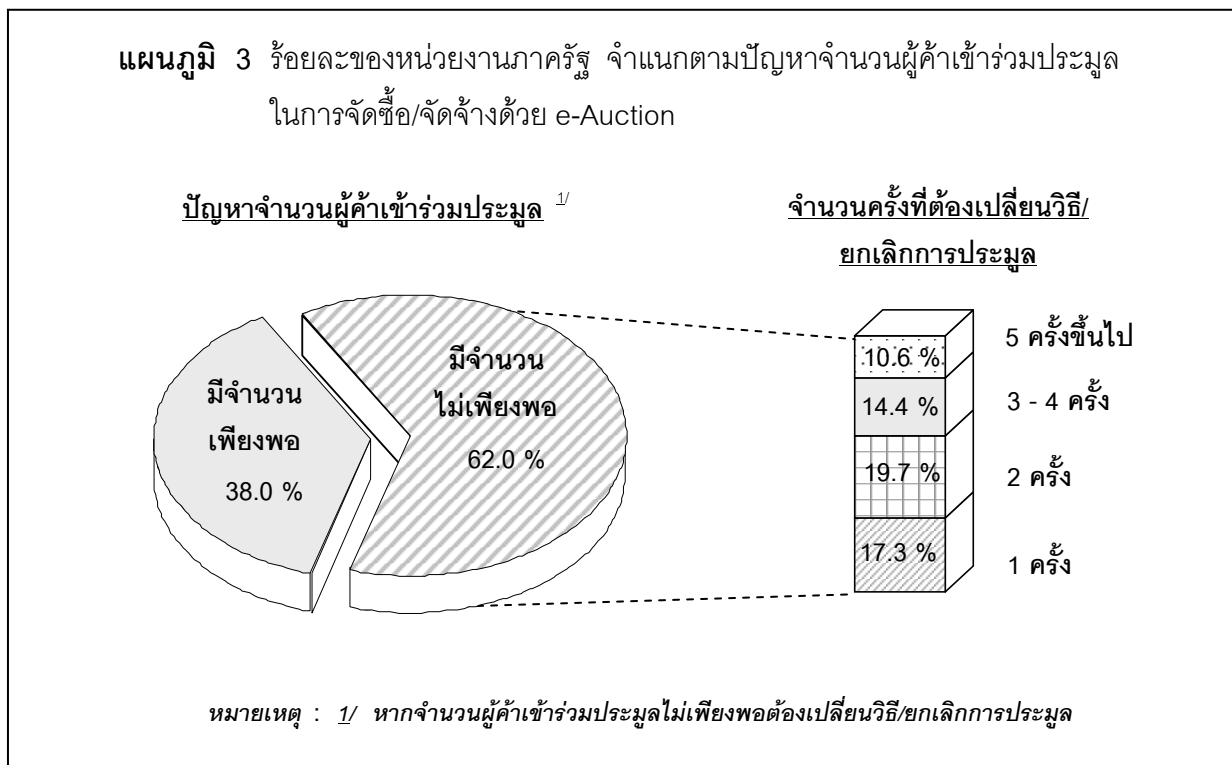 แผนภูมิ 3 ร้อยละของหน่วยงานภาครัฐ จำแนกตามปัญหาจำนวนผู้ค้าเข้าร่วมประมูล
ในการจัดซื้อ/จัดจ้างด้วย e-Auction
ปัญหาจำนวนผู้ค้าเข้าร่วมประมูล 1/
จำนวนครั้งที่ต้องเปลี่ยนวิธี/
ยกเลิกการประมูล
มีจำนวน
เพียงพอ
38.0 %
มีจำนวน
ไม่เพียงพอ
62.0 %
10.6 % 5 ครั้งขึ้นไป
14.4 % 3 - 4 ครั้ง
19.7 % 2 ครั้ง
17.3 % 1 ครั้ง
หมายเหตุ : 1/ หากจำนวนผู้ค้าเข้าร่วมประมูลไม่เพียงพอต้องเปลี่ยนวิธี/ยกเลิกการประมูล